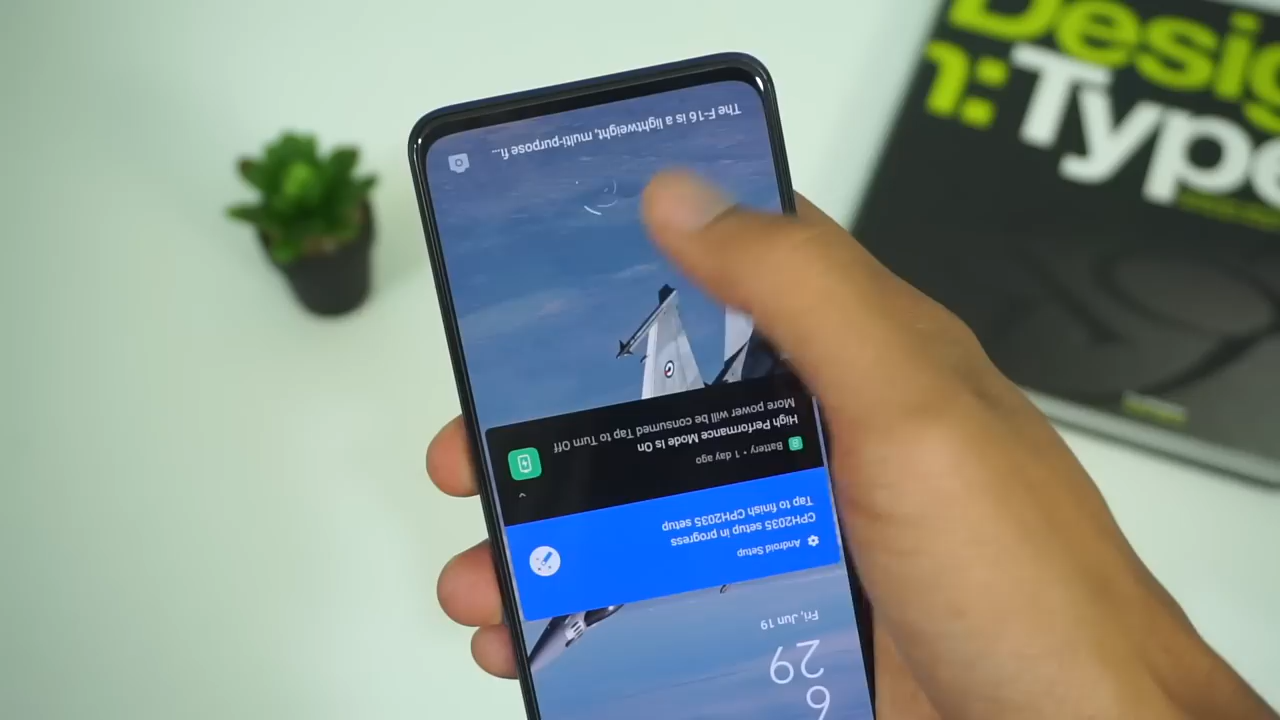 6
29
Fri, Jun 19
Android Setup
CPH2035 setup in progress
Tap to finish CPH2035 setup
Battery • 1 day ago
High Performance Mode Is On
More power will be consumed Tap to Turn Off
The F-16 is a lightweight, multi-purpose fi...
Desig
n: Type